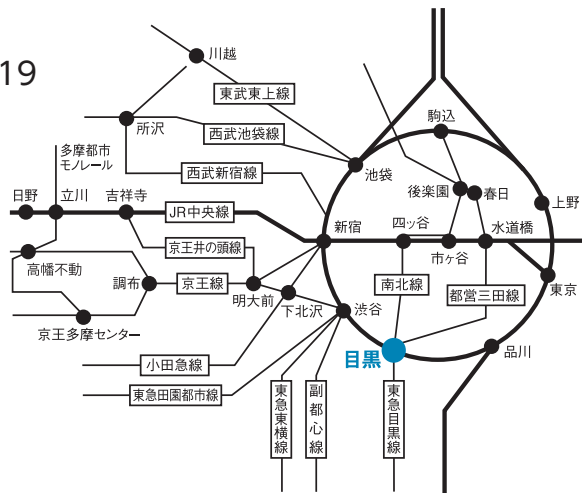 19
川越
東武東上線
駒込
所沢
西武池袋線
多摩都市
モノレール
西武新宿線
池袋
後楽園
春日
日野
立川
吉祥寺
JR中央線
上野
新宿
四ッ谷
水道橋
京王井の頭線
市ヶ谷
高幡不動
調布
京王線
明大前
南北線
都営三田線
東京
下北沢
渋谷
京王多摩センター
目黒
品川
小田急線
東急田園都市線
東急東横線
副都心線
東急目黒線